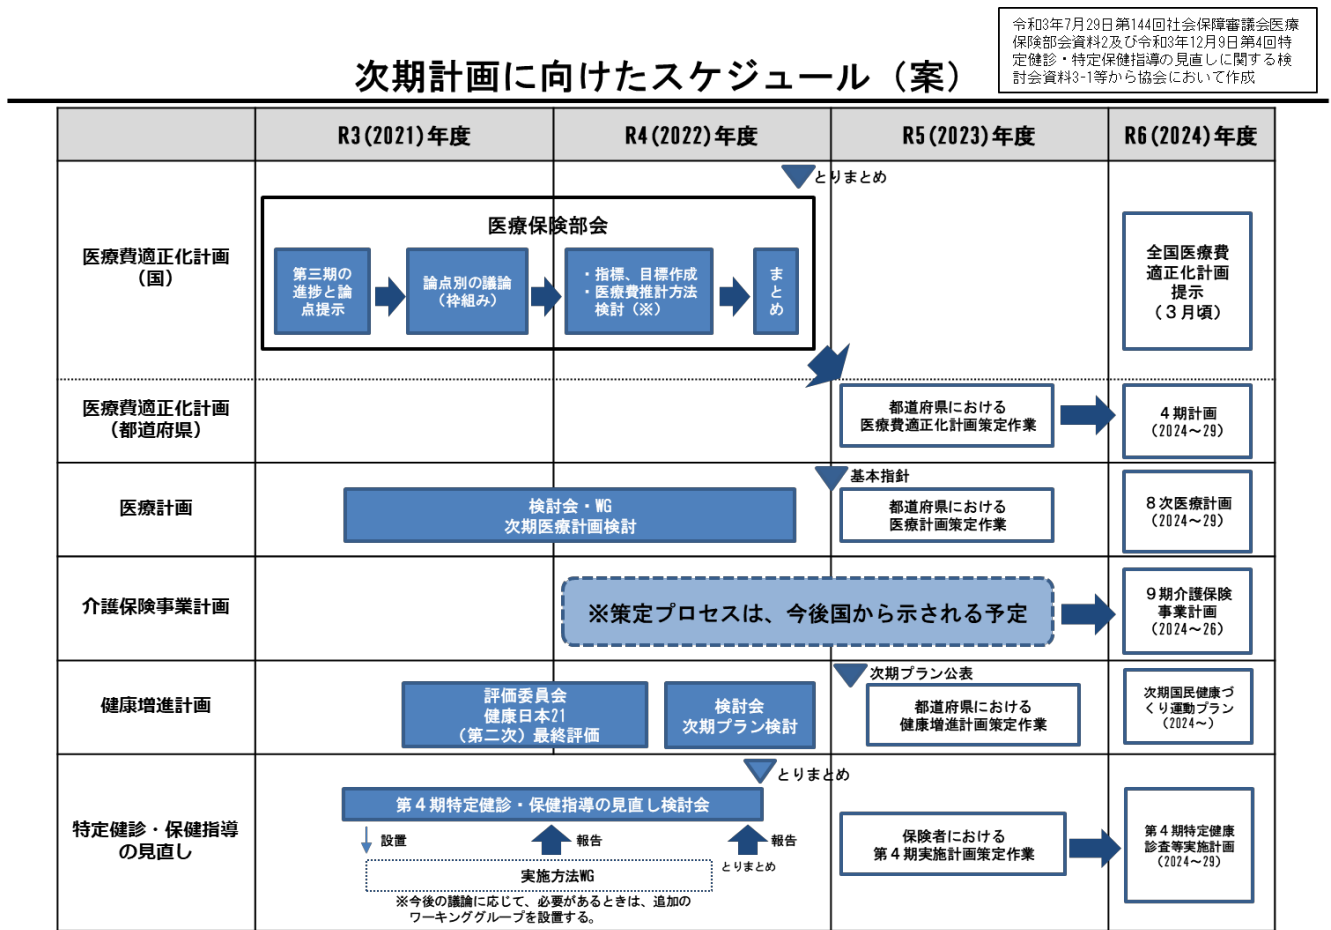 令和3年7月29日第144回社会保障審議会医療
保険部会資料2及び令和3年12月9日第4回特
定健診・特定保健指導の見直しに関する検
討会資料3-1等から協会において作成
次期計画に向けたスケジュール（案）
R3(2021)年度
R4(2022)年度
R5(2023)年度
R6(2024)年度
医療費適正化計画
（国）
とりまとめ
医療保険部会
第三期の
進捗と論
点提示
論点別の議論
（枠組み）
・指標、目標作成
・医療費推計方法
検討（※）
まとめ
全国医療費
適正化計画
提示
（３月頃）
医療費適正化計画
（都道府県）
都道府県における
医療費適正化計画策定作業
４期計画
（2024～29）
医療計画
検討会・WG
次期医療計画検討
基本指針
都道府県における
医療計画策定作業
８次医療計画
（2024～29）
介護保険事業計画
※策定プロセスは、今後国から示される予定
９期介護保険
事業計画
（2024～26）
健康増進計画
評価委員会
健康日本21
（第二次）最終評価
検討会
次期プラン検討
次期プラン公表
都道府県における
健康増進計画策定作業
次期国民健康づ
くり運動プラン
（2024～）
特定健診・保健指導
の見直し
とりまとめ
第４期特定健診・保健指導の見直し検討会
設置
報告
報告
とりまとめ
実施方法WG
※今後の議論に応じて、必要があるときは、追加の
ワーキンググループを設置する。
保険者における
第４期実施計画策定作業
第４期特定健康
診査等実施計画
（2024～29）